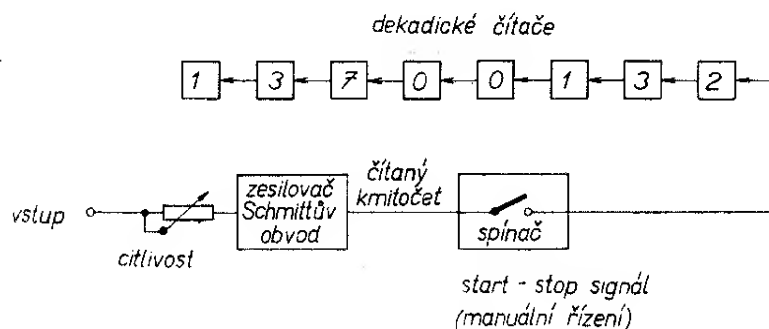 dekadické čítače
1 3 7 0 0 1 3 2
vstup
citlivost
zesilovač
Schmittův
obvod
čítaný
kmitočet
spínač
start - stop signál
(manuální řízení)